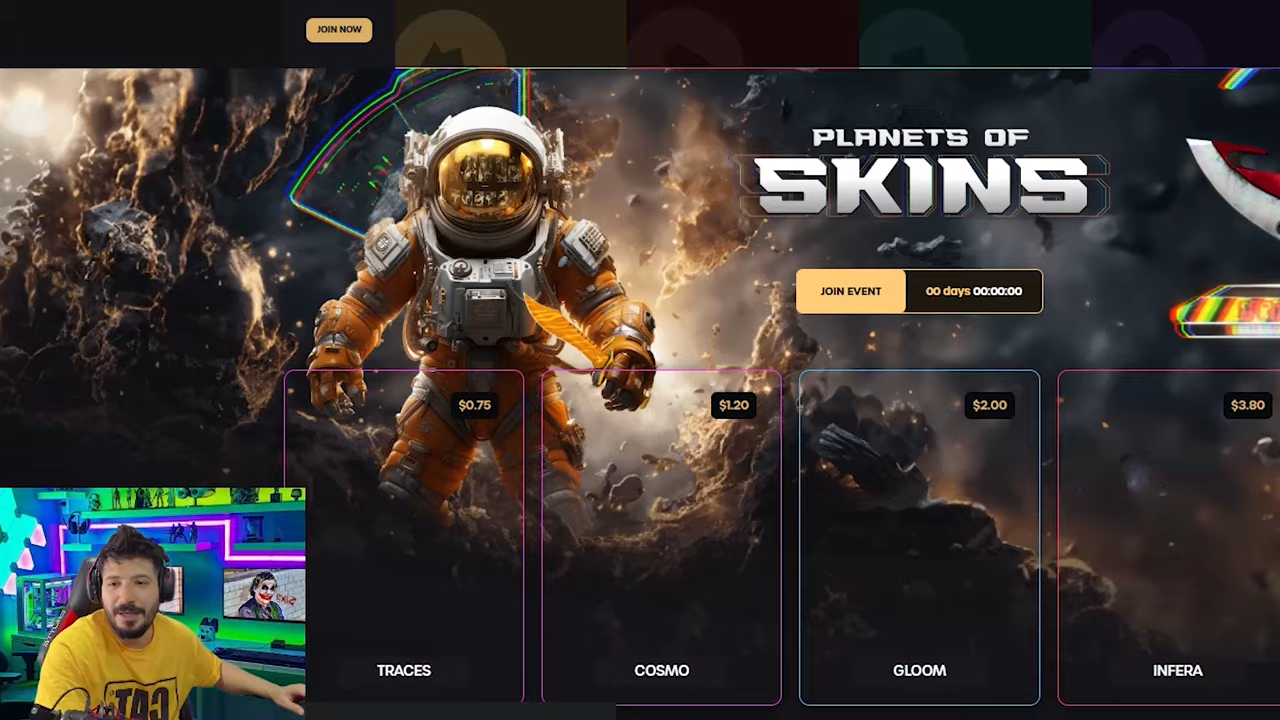 JOIN NOW
PLANETS OF
SKINS
JOIN EVENT
00 days 00:00:00
$0.75
$1.20
$2.00
$3.80
TRACES
COSMO
GLOOM
INFERA